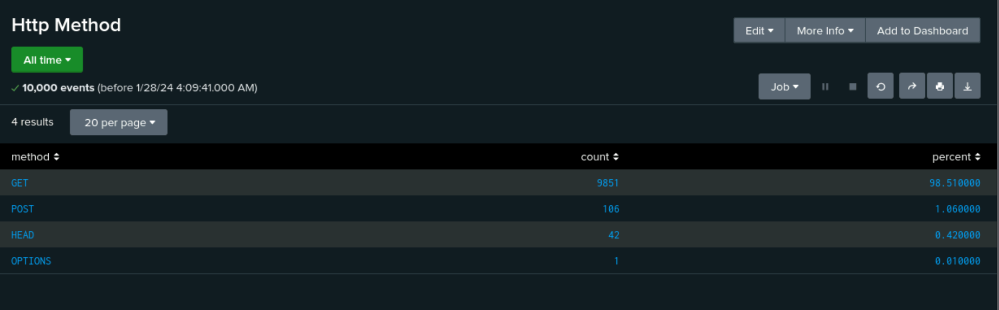 Http Method
Edit More Info Add to Dashboard
All time
10,000 events (before 1/28/24 4:09:41.000 AM)
Job
4 results 20 per page
method count percent
GET 9851 98.510000
POST 106 1.060000
HEAD 42 0.420000
OPTIONS 1 0.010000